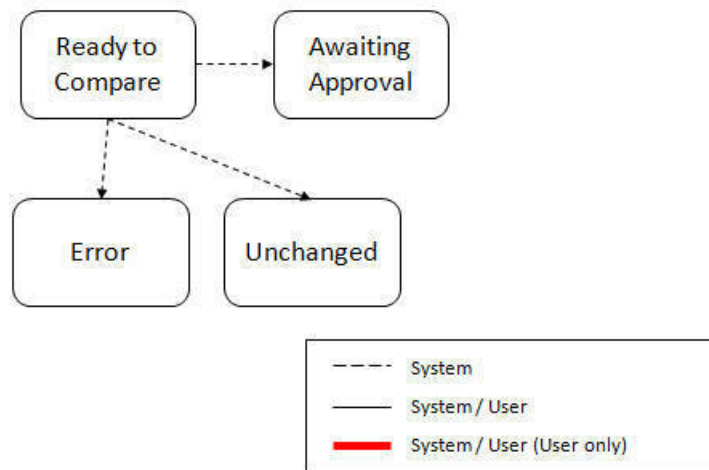 Ready to
Compare
Awaiting
Approval
Error
Unchanged
System
System / User
System / User (User only)